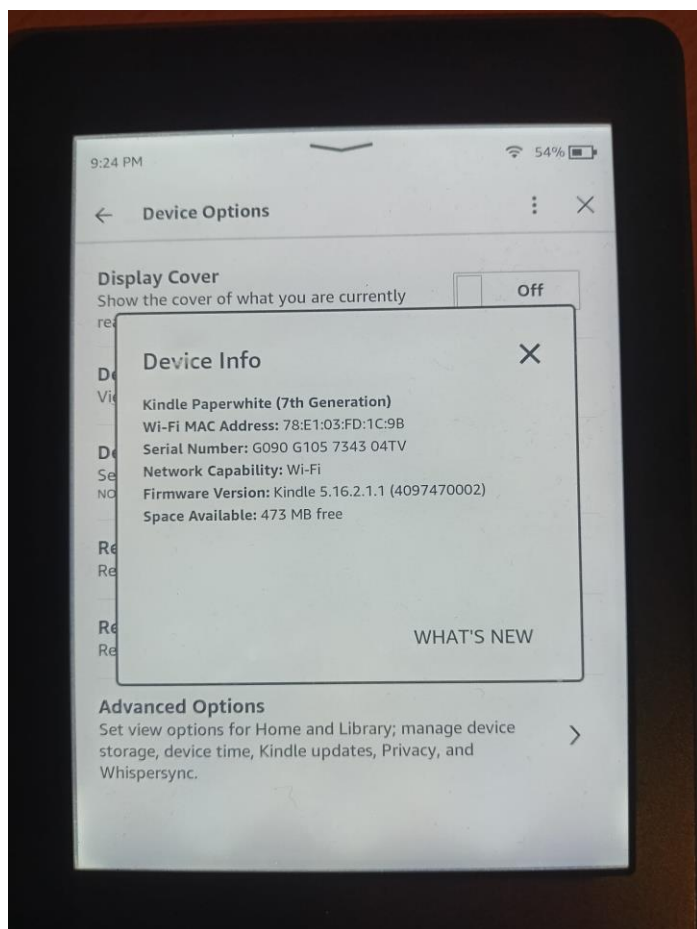 9:24 PM
54%
Device Options
Display Cover
Show the cover of what you are currently
Off
Device Info
Kindle Paperwhite (7th Generation)
Wi-Fi MAC Address: 78:E1:03:FD:1C:9B
Serial Number: G090 G105 7343 04TV
Network Capability: Wi-Fi
Firmware Version: Kindle 5.16.2.1.1 (4097470002)
Space Available: 473 MB free
WHAT'S NEW
Advanced Options
Set view options for Home and Library; manage device
storage, device time, Kindle updates, Privacy, and
Whispersync.